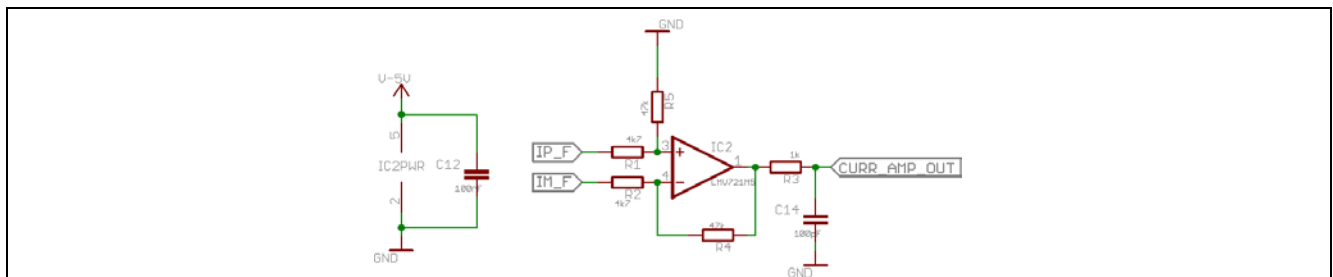 GND
V-5V
47k
R5
5
IC2PWR
2
C12
100nF
GND
IP_F
4k7
R1
3
IM_F
R2
4k7
4
IC2
1
LMV721M5
47k
R4
1k
R3
CURR_AMP_OUT
C14
100pF
GND